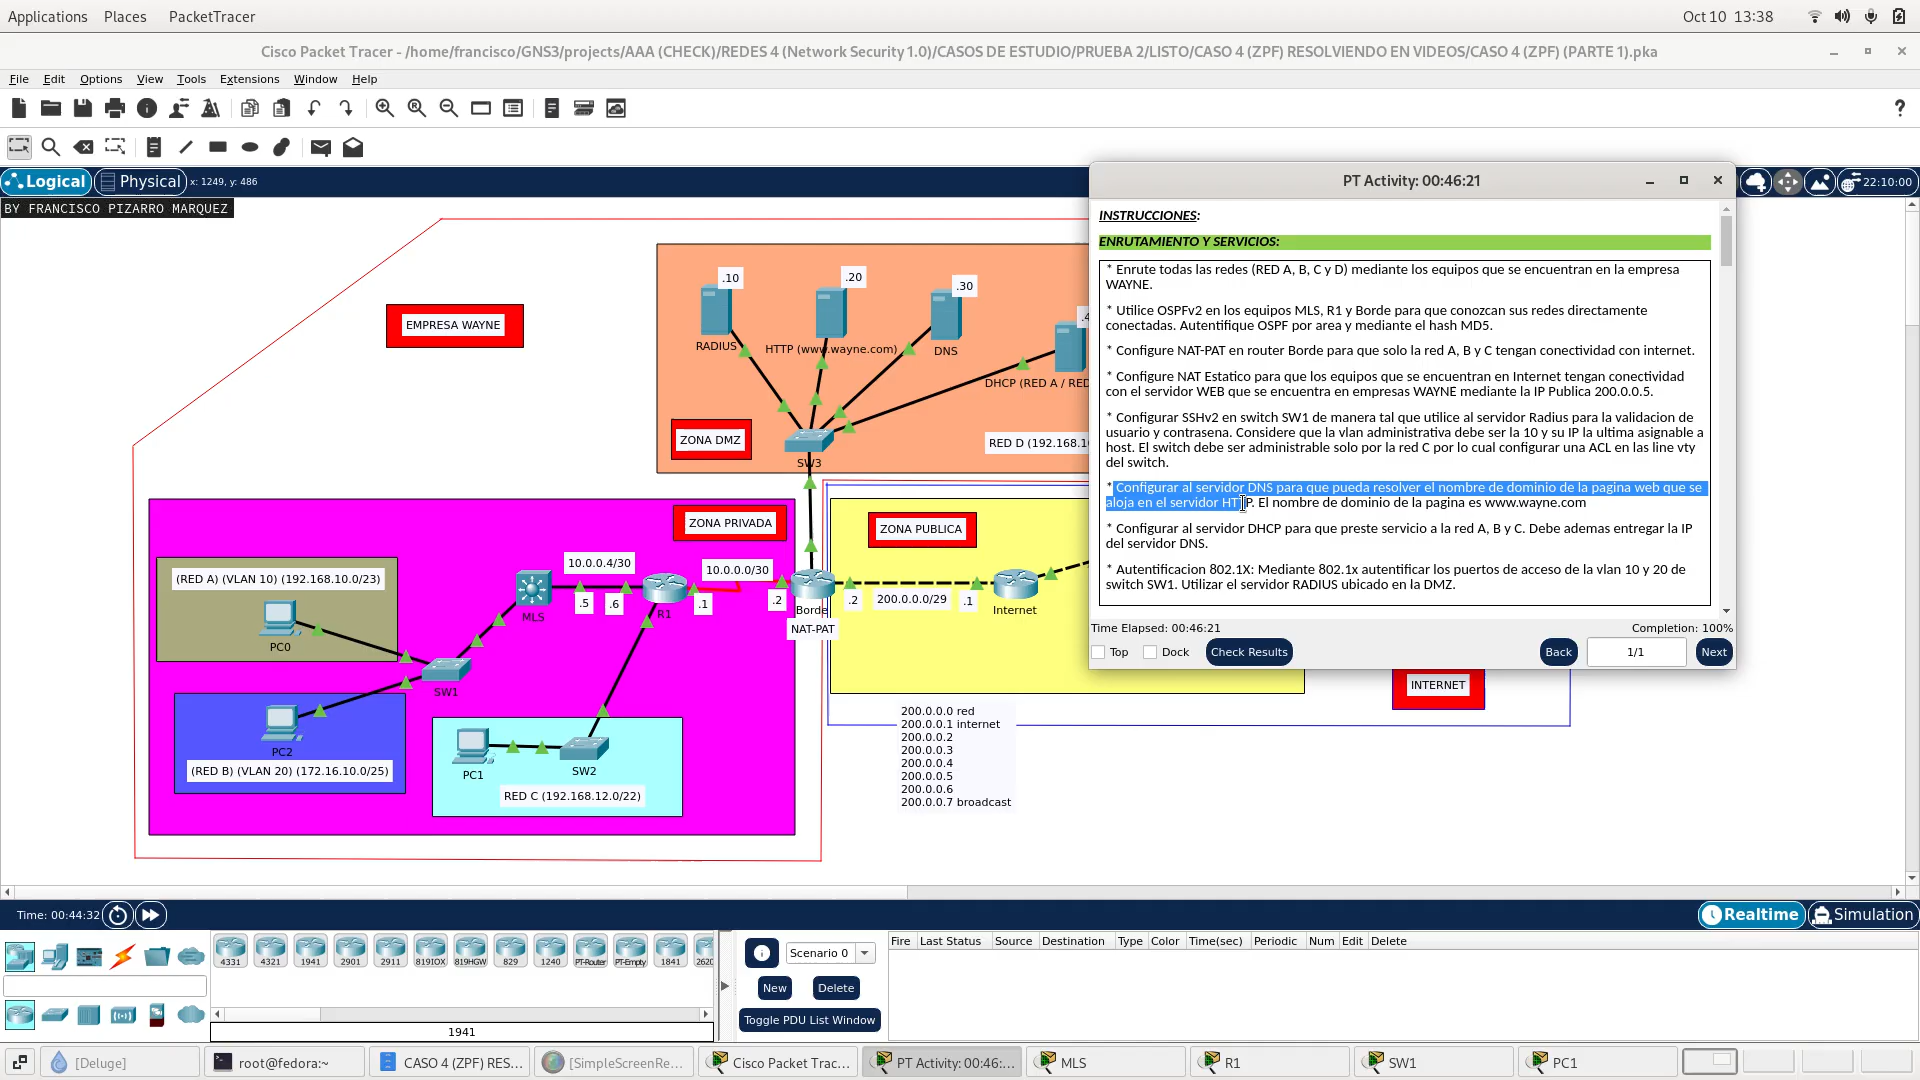 Applications Places PacketTracer Oct 10 13:38
Cisco Packet Tracer - /home/francisco/GNS3/projects/AAA (CHECK)/REDES 4 (Network Security 1.0)/CASOS DE ESTUDIO/PRUEBA 2/LISTO/CASO 4 (ZPF) RESOLVIENDO EN VIDEOS/CASO 4 (ZPF) (PARTE 1).pka
File Edit Options View Tools Extensions Window Help
Logical Physical x: 1249, y: 486
22:10:00
BY FRANCISCO PIZARRO MARQUEZ
PT Activity: 00:46:21
INSTRUCCIONES:
ENRUTAMIENTO Y SERVICIOS:
* Enrute todas las redes (RED A, B, C y D) mediante los equipos que se encuentran en la empresa
WAYNE.
* Utilice OSPFv2 en los equipos MLS, R1 y Borde para que conozcan sus redes directamente
conectadas. Autentifique OSPF por area y mediante el hash MD5.
* Configure NAT-PAT en router Borde para que solo la red A, B y C tengan conectividad con internet.
* Configure NAT Estatico para que los equipos que se encuentran en Internet tengan conectividad
con el servidor WEB que se encuentra en empresas WAYNE mediante la IP Publica 200.0.0.5.
* Configurar SSHv2 en switch SW1 de manera tal que utilice al servidor Radius para la validacion de
usuario y contrasena. Considere que la vlan administrativa debe ser la 10 y su IP la ultima asignable a
host. El switch debe ser administrable solo por la red C por lo cual configurar una ACL en las line vty
del switch.
* Configurar al servidor DNS para que pueda resolver el nombre de dominio de la pagina web que se
aloja en el servidor HTTP. El nombre de dominio de la pagina es www.wayne.com
* Configurar al servidor DHCP para que preste servicio a la red A, B y C. Debe ademas entregar la IP
del servidor DNS.
* Autentificacion 802.1X: Mediante 802.1x autentificar los puertos de acceso de la vlan 10 y 20 de
switch SW1. Utilizar el servidor RADIUS ubicado en la DMZ.
Time Elapsed: 00:46:21 Completion: 100%
Top Dock Check Results Back 1/1 Next
EMPRESA WAYNE
.10
.20
.30
RADIUS
HTTP (www.wayne.com)
DNS
DHCP (RED A / RED
ZONA DMZ
SW3
RED D (192.168.1
ZONA PRIVADA
ZONA PUBLICA
(RED A) (VLAN 10) (192.168.10.0/23)
PC0
10.0.0.4/30
MLS
.5
.6
R1
10.0.0.0/30
.1
.2
Borde
NAT-PAT
.2
200.0.0.0/29
.1
Internet
SW1
PC2
(RED B) (VLAN 20) (172.16.10.0/25)
PC1
SW2
RED C (192.168.12.0/22)
INTERNET
200.0.0.0 red
200.0.0.1 internet
200.0.0.2
200.0.0.3
200.0.0.4
200.0.0.5
200.0.0.6
200.0.0.7 broadcast
Time: 00:44:32
Realtime Simulation
4331 4321 1941 2901 2911 819IOX 819HGW 829 1240 PT-Router PT-Empty 1841 2620
1941
Scenario 0
New Delete
Toggle PDU List Window
Fire Last Status Source Destination Type Color Time(sec) Periodic Num Edit Delete
[Deluge] root@fedora:~ CASO 4 (ZPF) RES... [SimpleScreenRe... Cisco Packet Trac... PT Activity: 00:46:... MLS R1 SW1 PC1